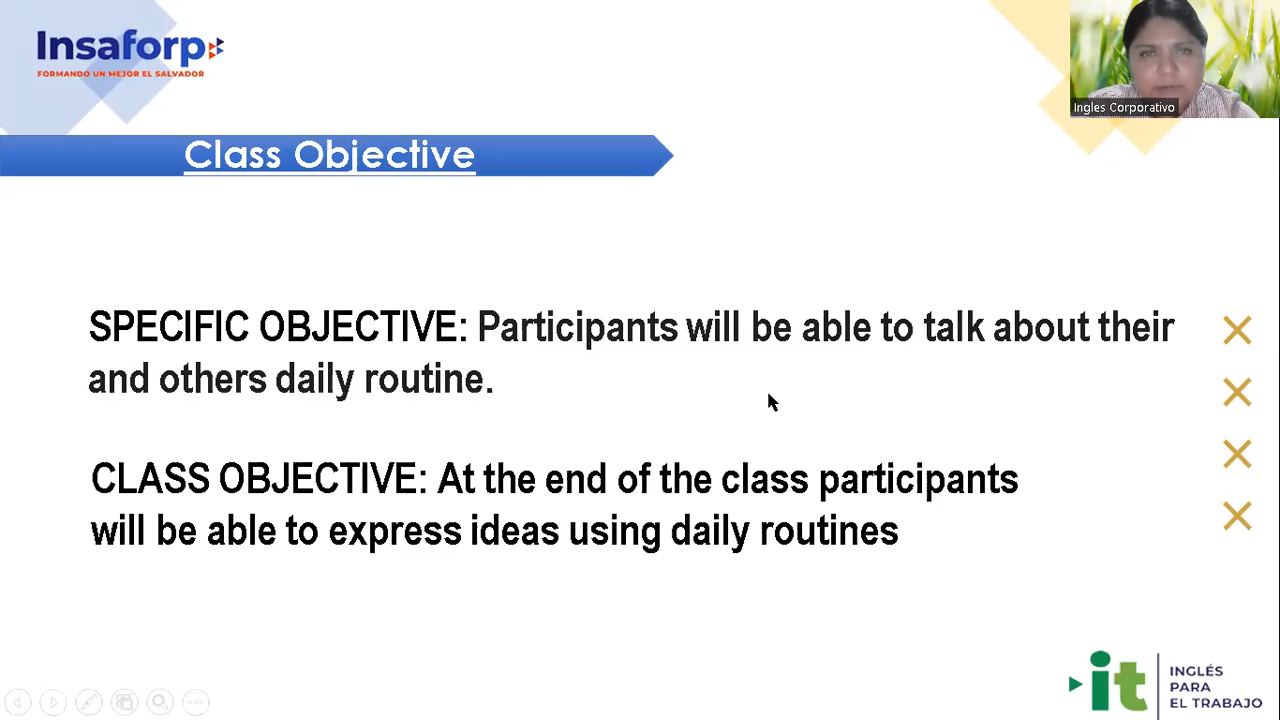 Insaforp
FORMANDO UN MEJOR EL SALVADOR
Ingles Corporativo
Class Objective
SPECIFIC OBJECTIVE: Participants will be able to talk about their
and others daily routine.
CLASS OBJECTIVE: At the end of the class participants
will be able to express ideas using daily routines
it
INGLÉS
PARA
EL TRABAJO